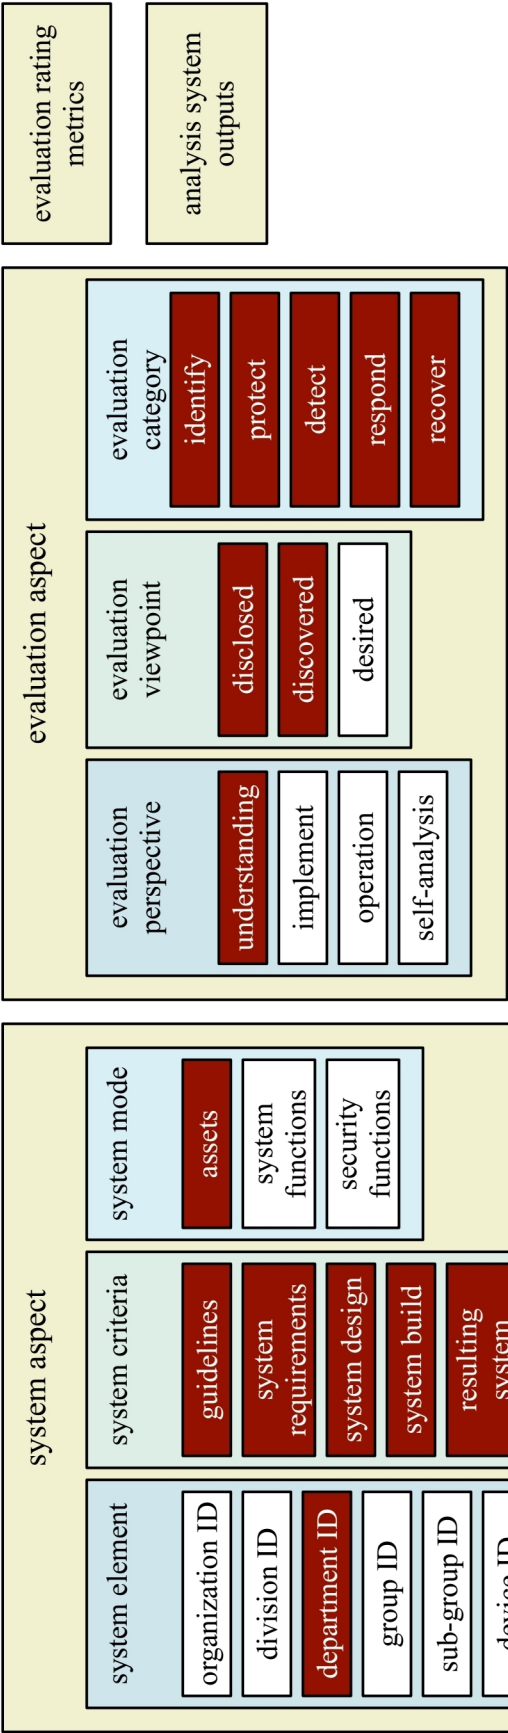 system aspect
system element
organization ID
division ID
department ID
group ID
sub-group ID
device ID
system criteria
guidelines
system
requirements
system design
system build
resulting
system
system mode
assets
system
functions
security
functions
evaluation aspect
evaluation
perspective
understanding
implement
operation
self-analysis
evaluation
viewpoint
disclosed
discovered
desired
evaluation
category
identify
protect
detect
respond
recover
evaluation rating
metrics
analysis system
outputs